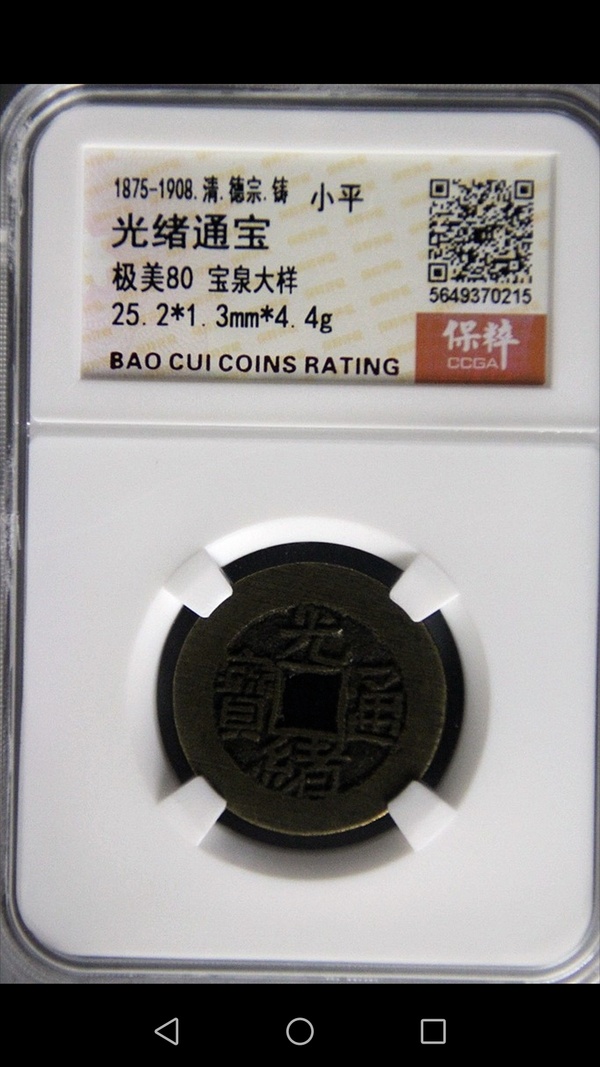 1875-1908.清.德宗.铸 小平
光绪通宝
极美80 宝泉大样
25.2*1.3mm*4.4g
BAO CUI COINS RATING
5649370215
保粹
CCGA
光
寶 通
緒